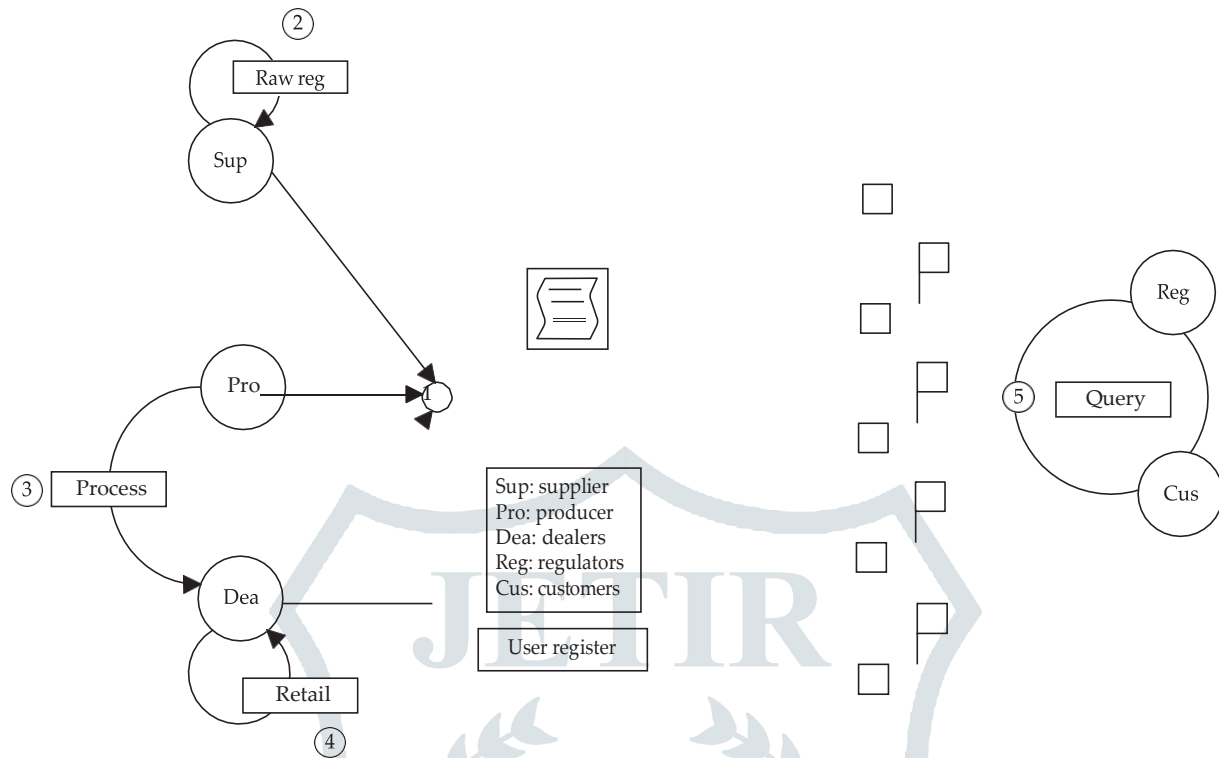 2
Raw reg
Sup
Reg
Pro
1
5
Query
3
Process
Sup: supplier
Pro: producer
Dea: dealers
Reg: regulators
Cus: customers
Cus
Dea
JETIR
User register
Retail
4